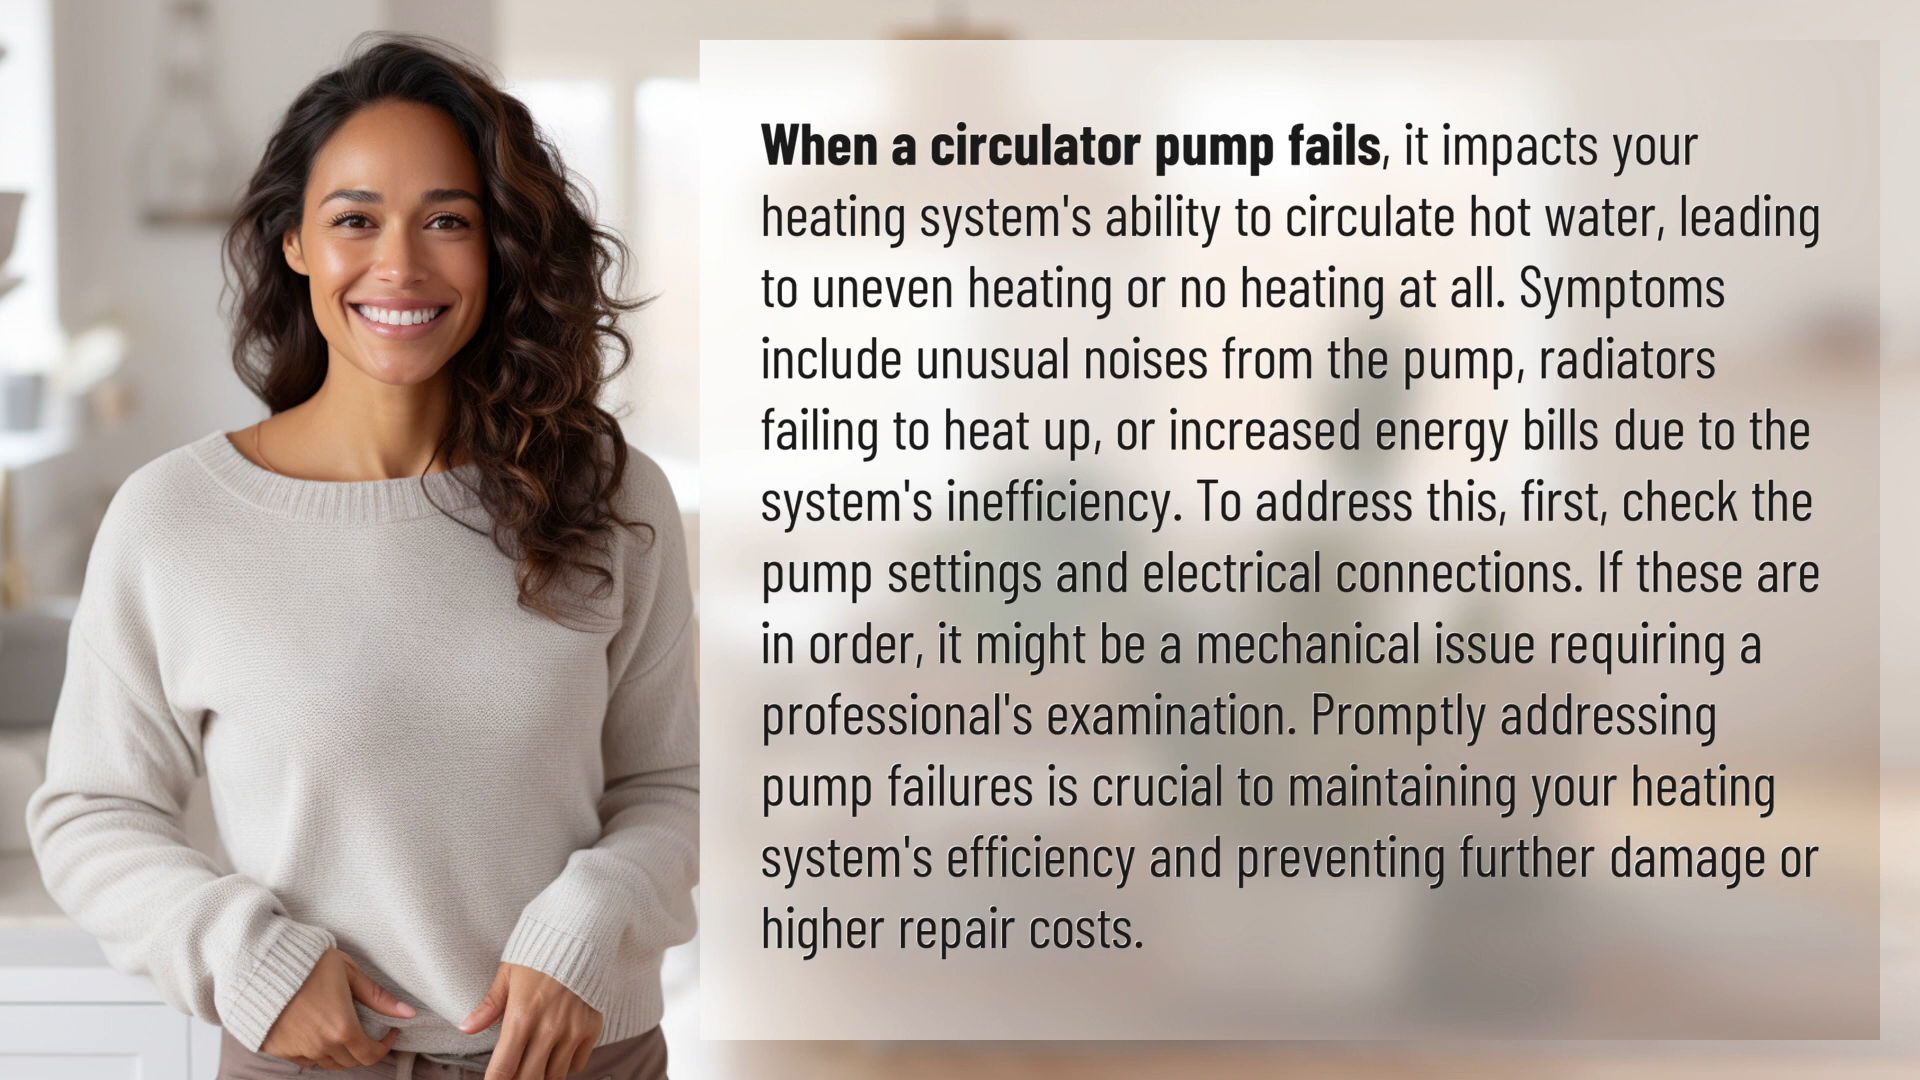 When a circulator pump fails, it impacts your
heating system's ability to circulate hot water, leading
to uneven heating or no heating at all. Symptoms
include unusual noises from the pump, radiators
failing to heat up, or increased energy bills due to the
system's inefficiency. To address this, first, check the
pump settings and electrical connections. If these are
in order, it might be a mechanical issue requiring a
professional's examination. Promptly addressing
pump failures is crucial to maintaining your heating
system's efficiency and preventing further damage or
higher repair costs.